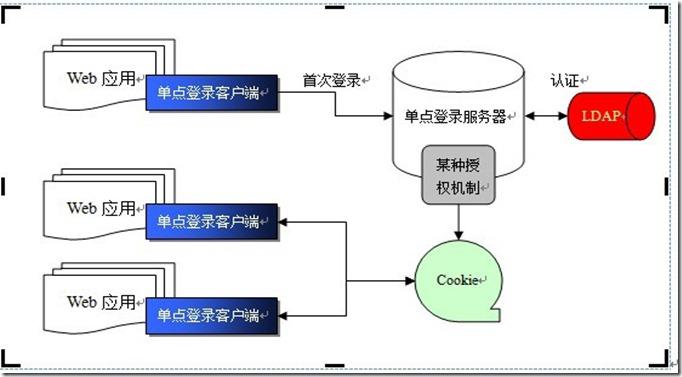 Web 应用
单点登录客户端
首次登录
单点登录服务器
认证
LDAP
某种授
权机制
Web 应用
单点登录客户端
Cookie
Web 应用
单点登录客户端